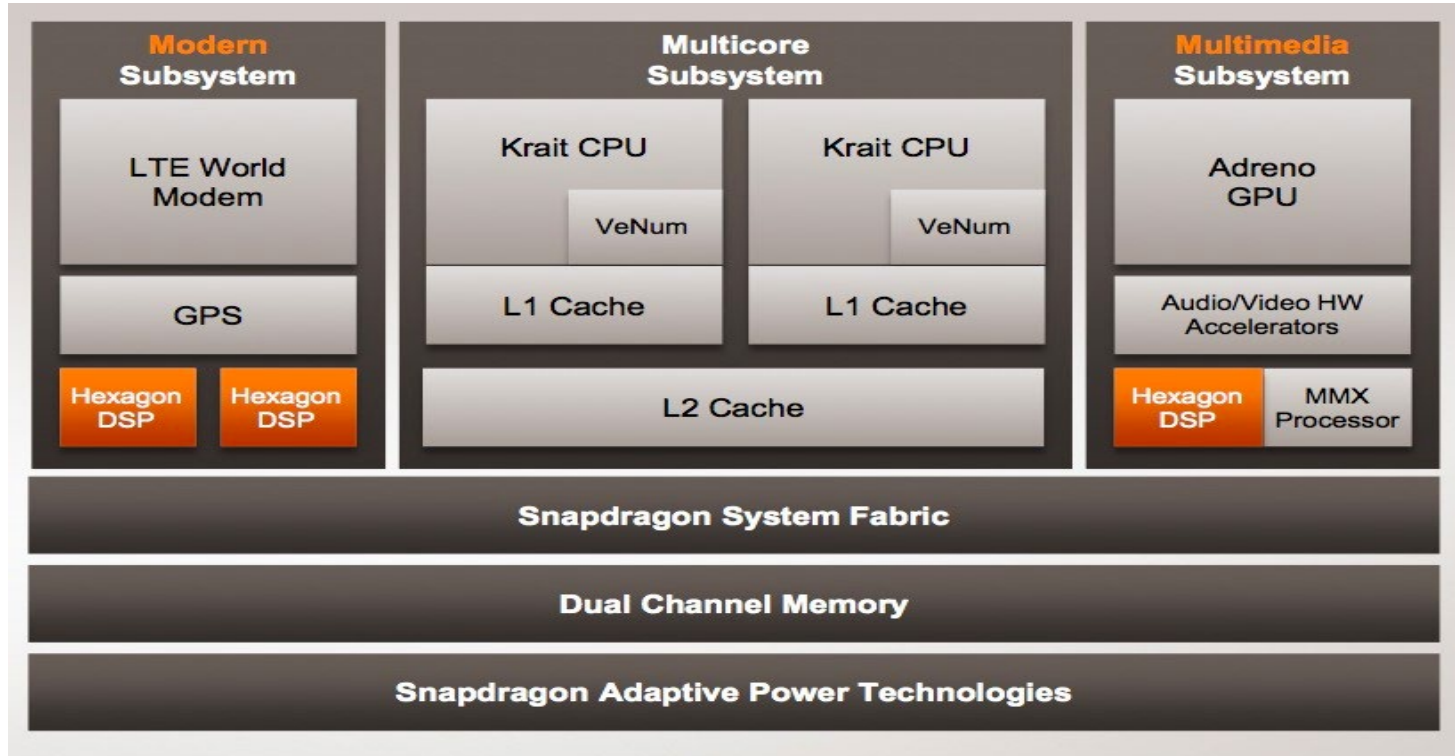 Modern
Subsystem
LTE World
Modem
GPS
Hexagon
DSP
Hexagon
DSP
Multicore
Subsystem
Krait CPU
VeNum
L1 Cache
Krait CPU
VeNum
L1 Cache
L2 Cache
Multimedia
Subsystem
Adreno
GPU
Audio/Video HW
Accelerators
Hexagon
DSP
MMX
Processor
Snapdragon System Fabric
Dual Channel Memory
Snapdragon Adaptive Power Technologies